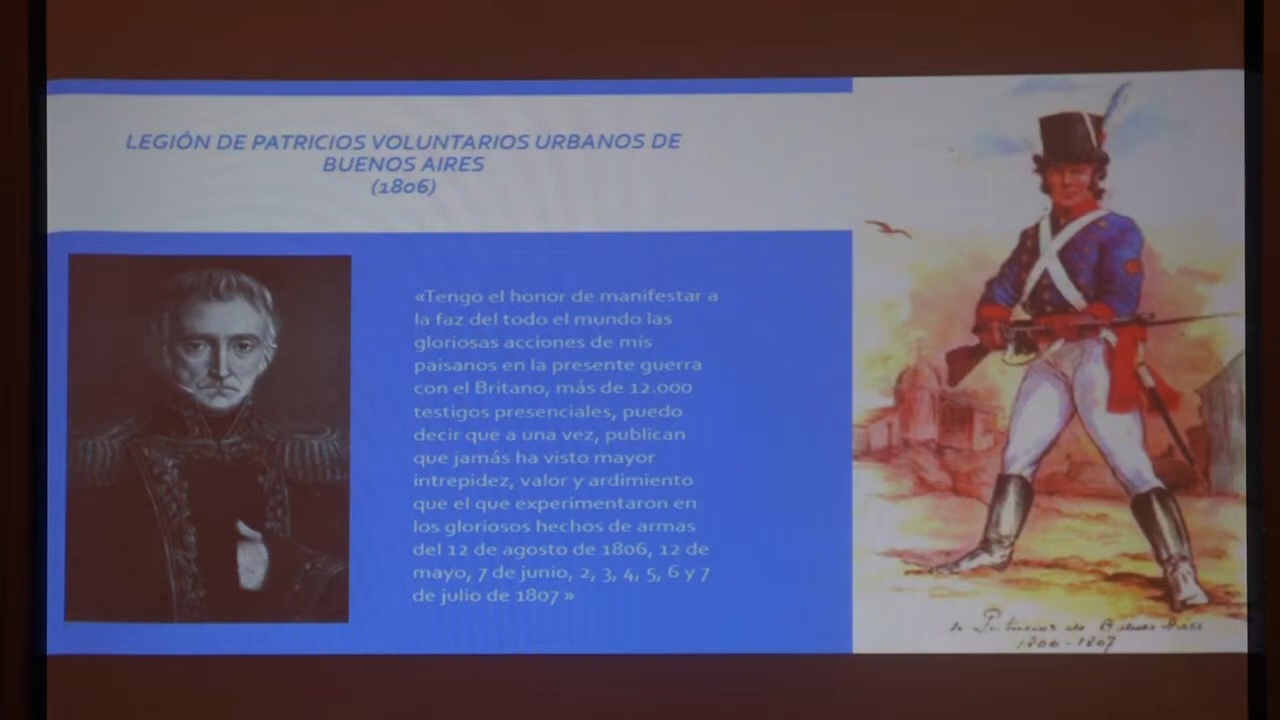 LEGIÓN DE PATRICIOS VOLUNTARIOS URBANOS DE
BUENOS AIRES
(1806)
«Tengo el honor de manifestar a
la faz del todo el mundo las
gloriosas acciones de mis
paisanos en la presente guerra
con el Britano, más de 12.000
testigos presenciales, puedo
decir que a una vez, publican
que jamás ha visto mayor
intrepidez, valor y ardimiento
que el que experimentaron en
los gloriosos hechos de armas
del 12 de agosto de 1806, 12 de
mayo, 7 de junio, 2, 3, 4, 5, 6 y 7
de julio de 1807 »
Patricios de Buenos Aires